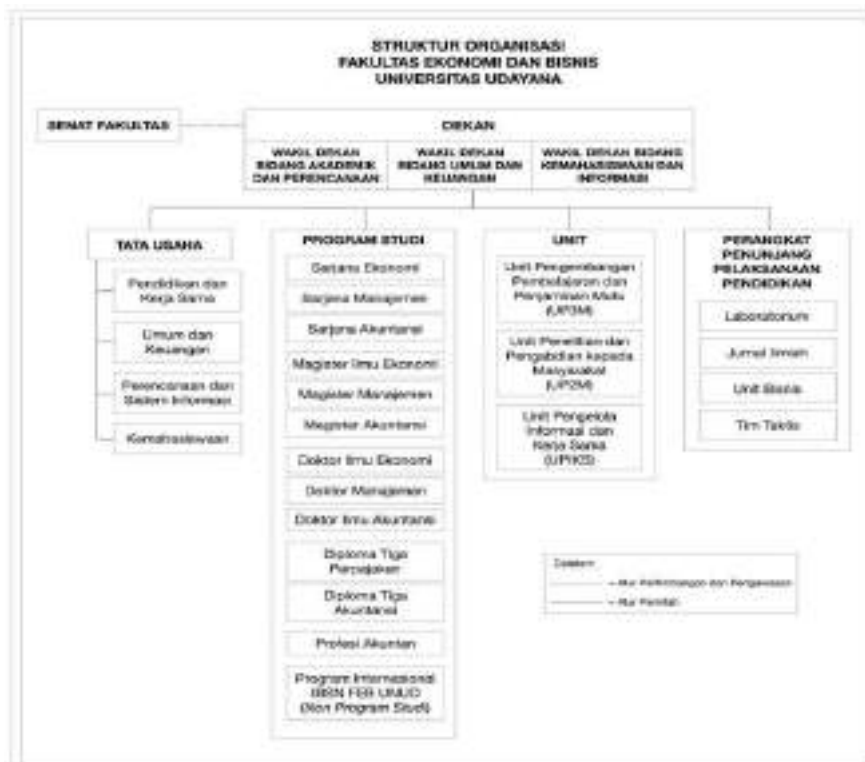 STRUKTUR ORGANISASI
FAKULTAS EKONOMI DAN BISNIS
UNIVERSITAS UDAYANA
SENAT FAKULTAS
DEKAN
WAKIL DEKAN
BIDANG AKADEMIK
DAN PERENCANAAN
WAKIL DEKAN
BIDANG UMUM DAN
KEUANGAN
WAKIL DEKAN BIDANG
KEMAHASISWAAN DAN
INFORMASI
TATA USAHA
Pendidikan dan
Kerja Sama
Umum dan
Keuangan
Perencanaan dan
Sistem Informasi
Kemahasiswaan
PROGRAM STUDI
Sarjana Ekonomi
Sarjana Manajemen
Sarjana Akuntansi
Magister Ilmu Ekonomi
Magister Manajemen
Magister Akuntansi
Doktor Ilmu Ekonomi
Doktor Manajemen
Doktor Ilmu Akuntansi
Diploma Tiga
Perpajakan
Diploma Tiga
Akuntansi
Profesi Akuntan
Program Internasional
FEB UNUD
(Non Program Studi)
UNIT
Unit Pengembangan
Pembelajaran dan
Penjaminan Mutu
(UP3M)
Unit Penelitian dan
Pengabdian kepada
Masyarakat
(UP2M)
Unit Pengelola
Informasi dan
Kerja Sama
(UPIKS)
PERANGKAT
PENUNJANG
PELAKSANAAN
PENDIDIKAN
Laboratorium
Jurnal Ilmiah
Unit Bisnis
Tim
Catatan:
dan Pengawasan